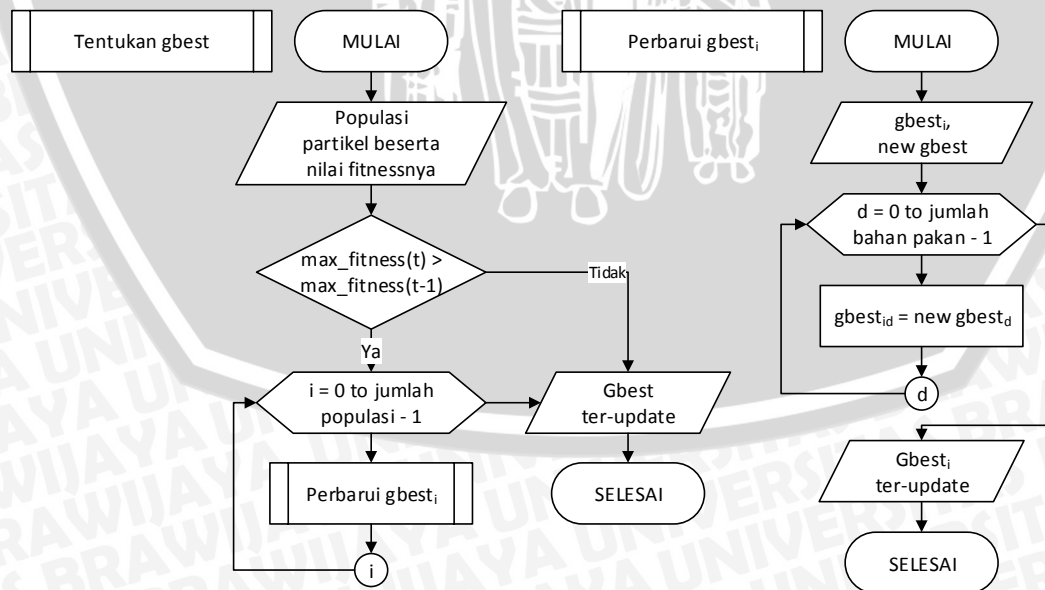 Tentukan gbest
MULAI
Populasi
partikel beserta
nilai fitnessnya
max_fitness(t) >
max_fitness(t-1)
Tidak
Ya
i = 0 to jumlah
populasi - 1
Gbest
ter-update
Perbarui gbestᵢ
SELESAI
i
Perbarui gbestᵢ
MULAI
gbestᵢ,
new gbest
d = 0 to jumlah
bahan pakan - 1
gbest_id = new gbest_d
d
Gbestᵢ
ter-update
SELESAI